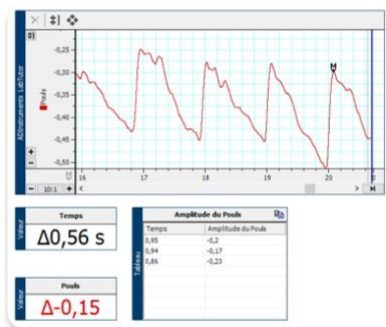 -0,25
-0,30
-0,35
-0,40
-0,45
-0,50
ADInstruments LabTutor
Pouls
M
16 17 18 19 20
10:1
Valeur
Temps
Δ0,56 s
Valeur
Pouls
Δ-0,15
Tableau
Amplitude du Pouls
Temps Amplitude du Pouls
0,95 -0,2
0,94 -0,17
0,86 -0,23